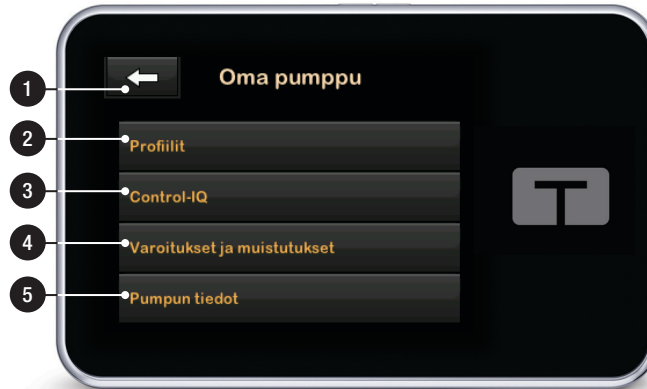 Oma pumppu
1
2
Profiilit
3
Control-IQ
4
Varoitukset ja muistutukset
5
Pumpun tiedot